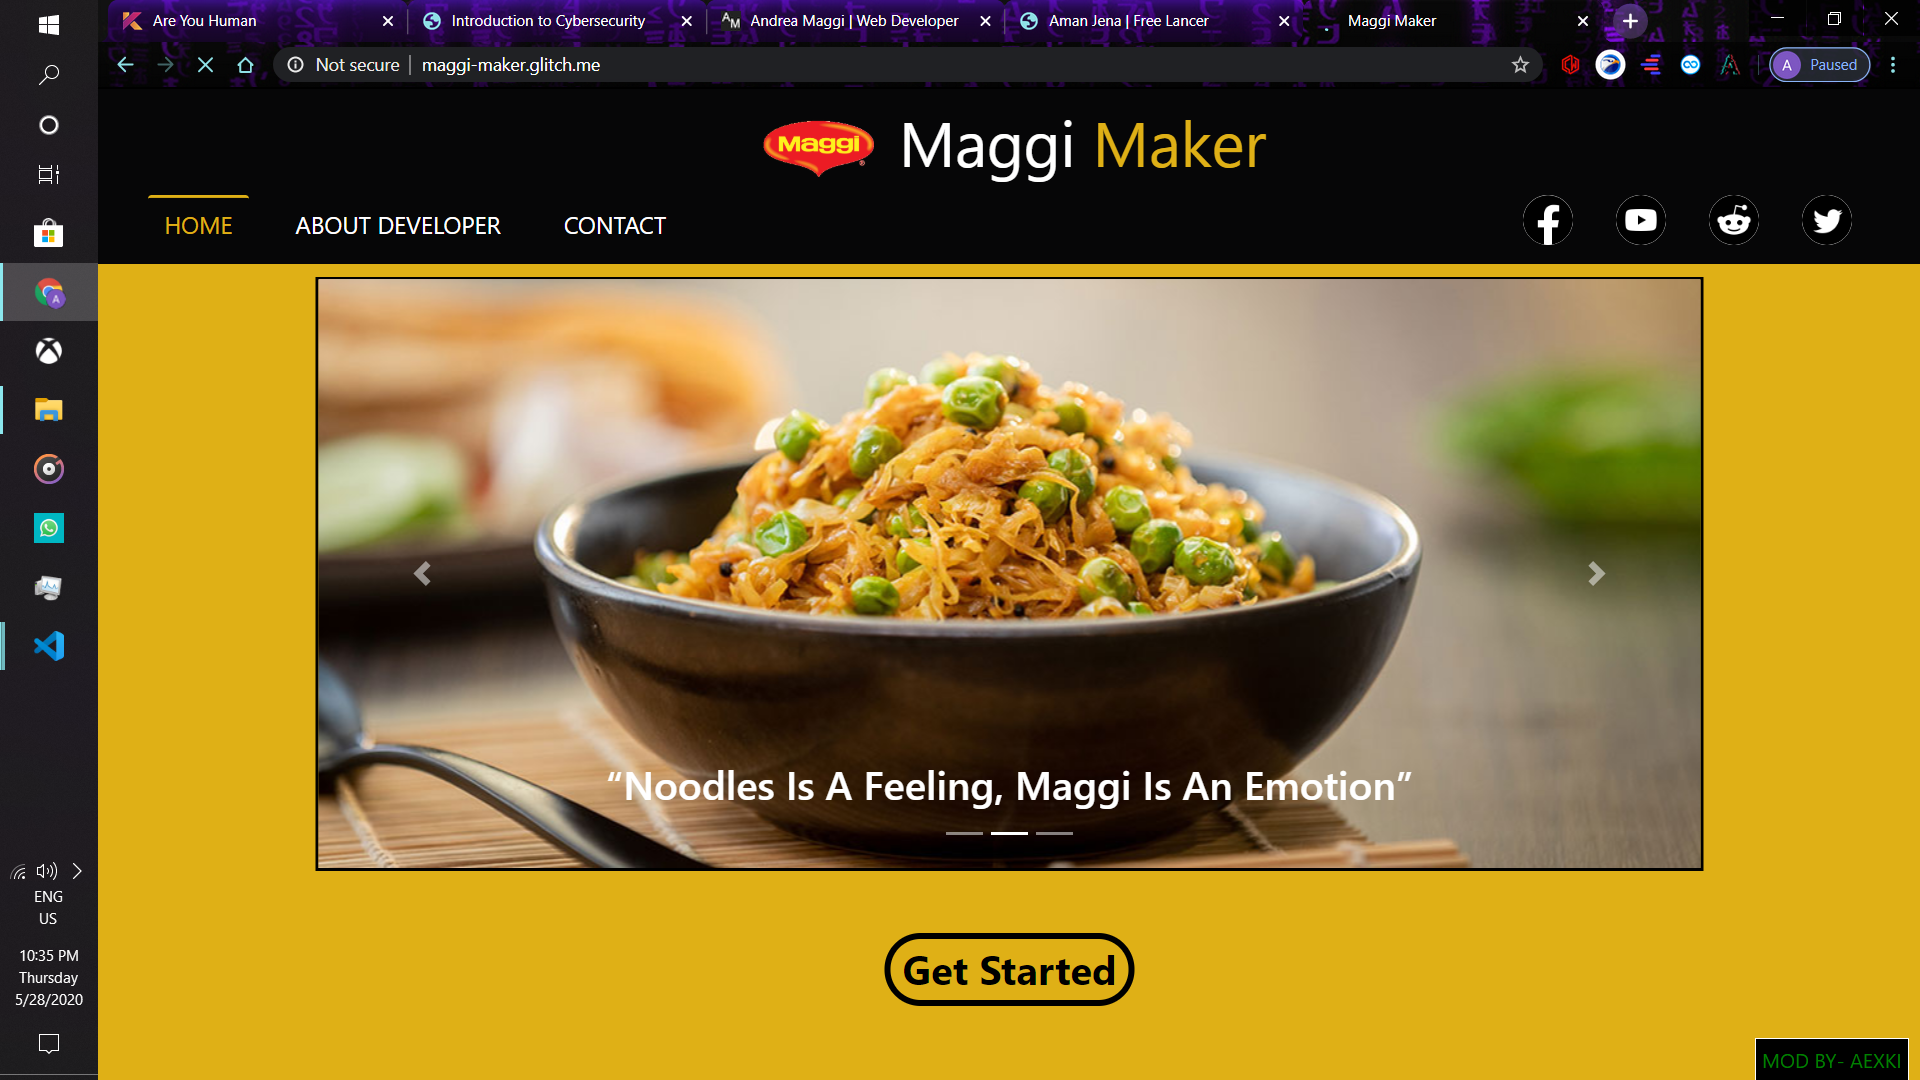 Are You Human
Introduction to Cybersecurity
Andrea Maggi | Web Developer
Aman Jena | Free Lancer
Maggi Maker
Not secure
maggi-maker.glitch.me
A
Paused
Maggi
Maggi Maker
HOME
ABOUT DEVELOPER
CONTACT
“Noodles Is A Feeling, Maggi Is An Emotion”
Get Started
MOD BY- AEXKI
ENG
US
10:35 PM
Thursday
5/28/2020